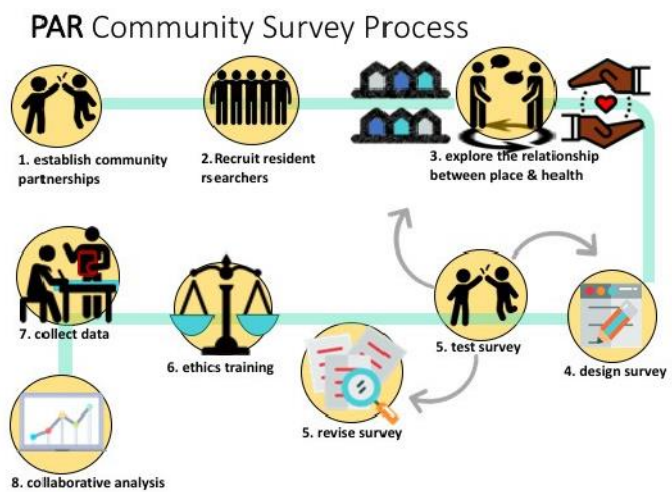 PAR Community Survey Process
1. establish community
partnerships
2. Recruit resident
rsearchers
3. explore the relationship
between place & health
4. design survey
5. test survey
5. revise survey
6. ethics training
7. collect data
8. collaborative analysis